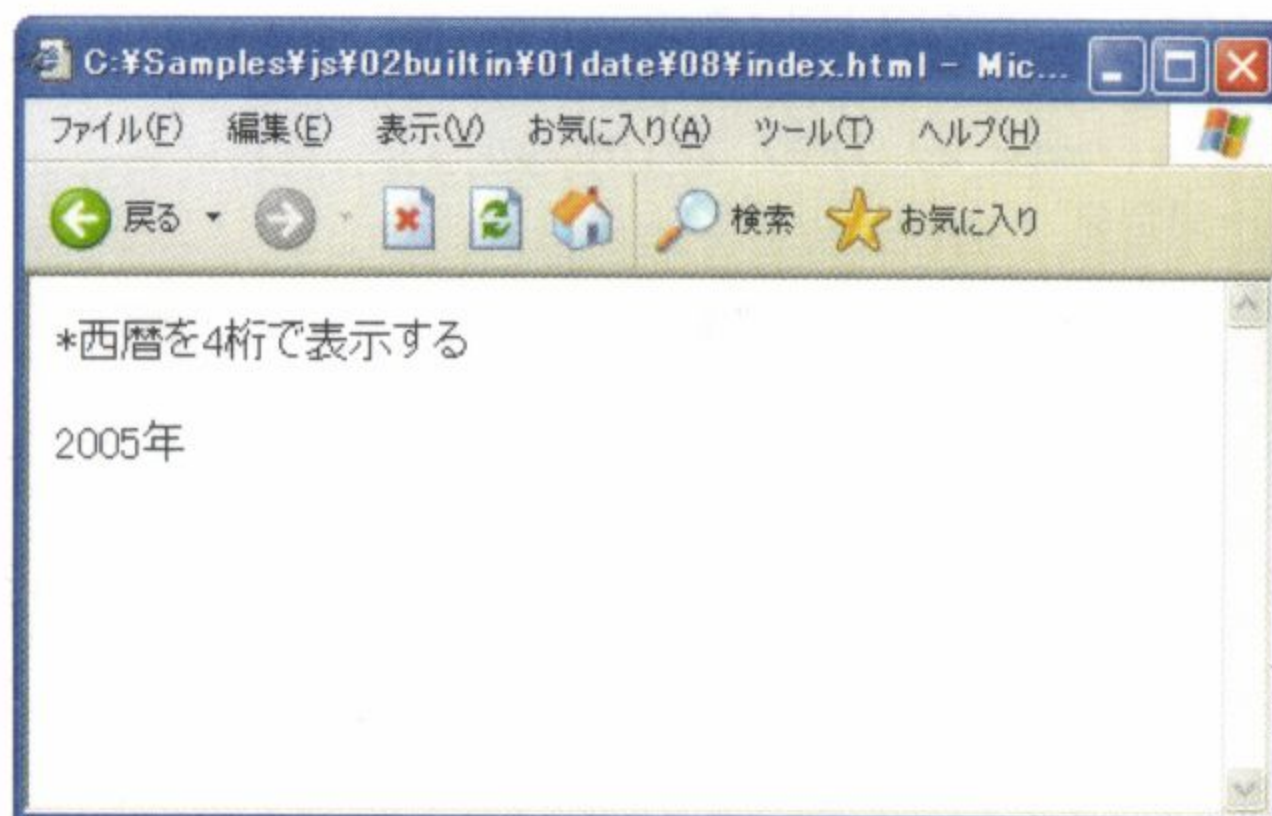 C:¥Samples¥js¥02builtin¥01date¥08¥index.html - Mic...
ファイル(F) 編集(E) 表示(V) お気に入り(A) ツール(T) ヘルプ(H)
戻る 検索 お気に入り
*西暦を4桁で表示する
2005年